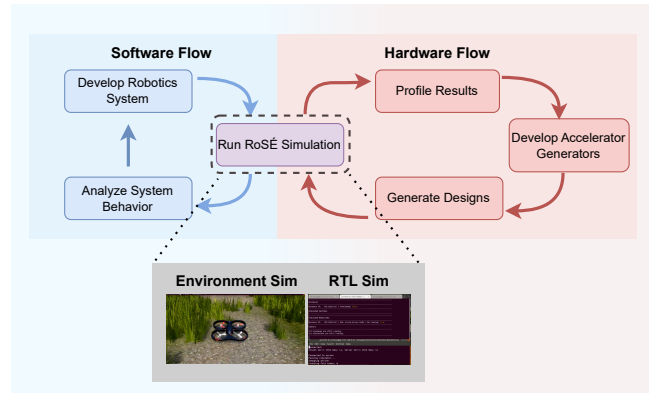 Software Flow
Hardware Flow
Develop Robotics
System
Profile Results
Run RoSÉ Simulation
Develop Accelerator
Generators
Analyze System
Behavior
Generate Designs
Environment Sim
RTL Sim